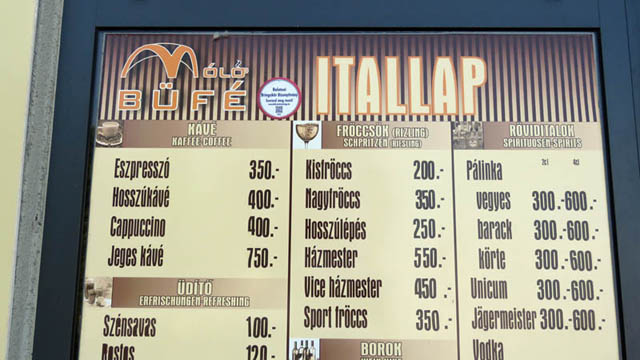 MÓLÓ
BÜFÉ
ITALLAP
KÁVÉ
KAFFEE-COFFEE
Eszpresszó 350.-
Hosszúkávé 400.-
Cappuccino 400.-
Jeges kávé 750.-
ÜDÍTŐ
ERFRISCHUNGEN-REFRESHING
Szénsavas 100.-
Rostos 120.-
FRÖCCSÖK (RIZLING)
SCHPRITZEN (RIESLING)
Kisfröccs 200.-
Nagyfröccs 350.-
Hosszúlépés 250.-
Házmester 550.-
Vice házmester 450.-
Sport fröccs 350.-
BOROK
RÖVIDITALOK
SPIRITUOSEN-SPIRITS
Pálinka 2cl 4cl
vegyes 300.-600.-
barack 300.-600.-
körte 300.-600.-
Unicum 300.-600.-
Jägermeister 300.-600.-
Vodka